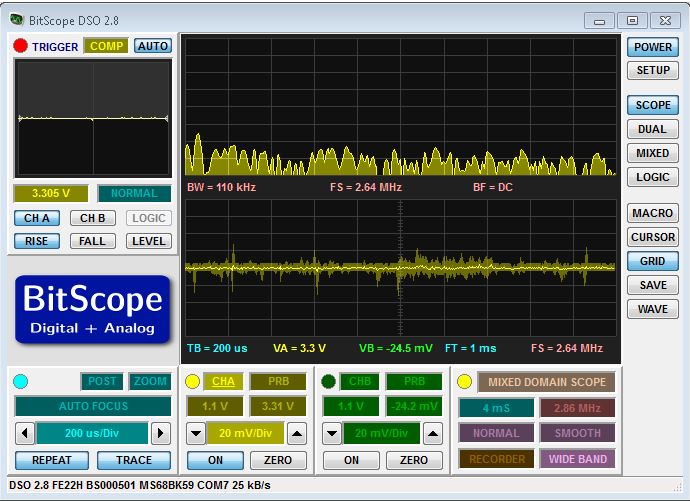 BitScope DSO 2.8
TRIGGER COMP AUTO
3.305 V NORMAL
CH A CH B LOGIC
RISE FALL LEVEL
BW = 110 kHz FS = 2.64 MHz BF = DC
TB = 200 us VA = 3.3 V VB = -24.5 mV FT = 1 ms FS = 2.64 MHz
POWER
SETUP
SCOPE
DUAL
MIXED
LOGIC
MACRO
CURSOR
GRID
SAVE
WAVE
BitScope
Digital + Analog
POST ZOOM
AUTO FOCUS
200 us/Div
REPEAT TRACE
CHA PRB
1.1 V 3.31 V
20 mV/Div
ON ZERO
CHB PRB
1.1 V -24.2 mV
20 mV/Div
ON ZERO
MIXED DOMAIN SCOPE
4 mS 2.86 MHz
NORMAL SMOOTH
RECORDER WIDE BAND
DSO 2.8 FE22H BS000501 MS68BK59 COM7 25 kB/s